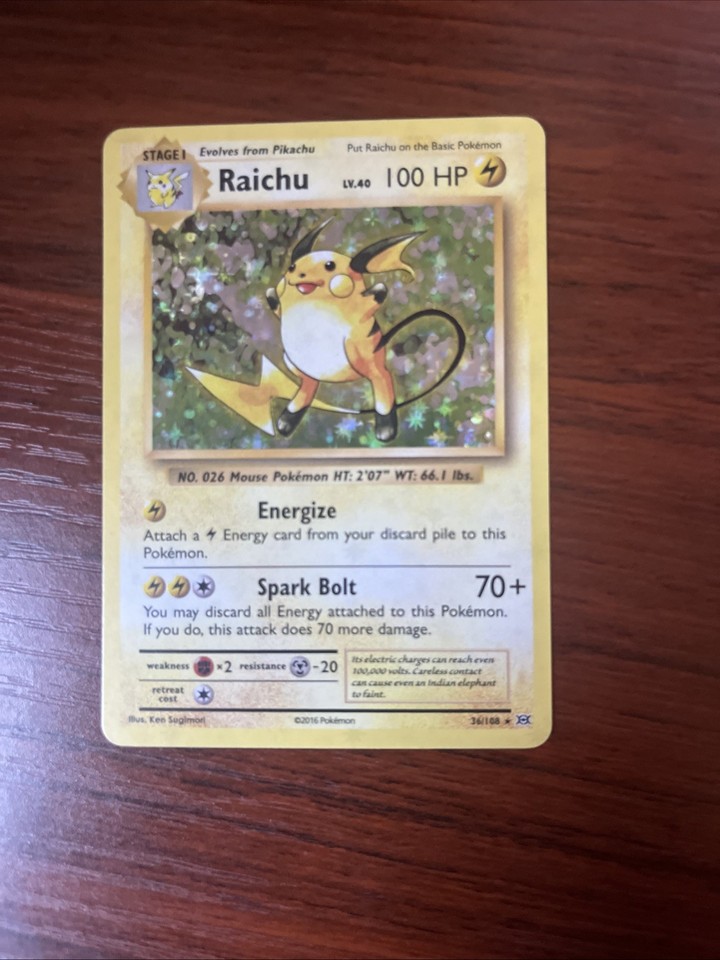 STAGE 1 Evolves from Pikachu Put Raichu on the Basic Pokémon
Raichu LV.40 100 HP
NO. 026 Mouse Pokémon HT: 2'07" WT: 66.1 lbs.
Energize
Attach a Energy card from your discard pile to this
Pokémon.
Spark Bolt 70+
You may discard all Energy attached to this Pokémon.
If you do, this attack does 70 more damage.
weakness ×2 resistance -20
retreat
cost
Its electric charges can reach even
100,000 volts. Careless contact
can cause even an Indian elephant
to faint.
Illus. Ken Sugimori ©2016 Pokémon 36/108 ★